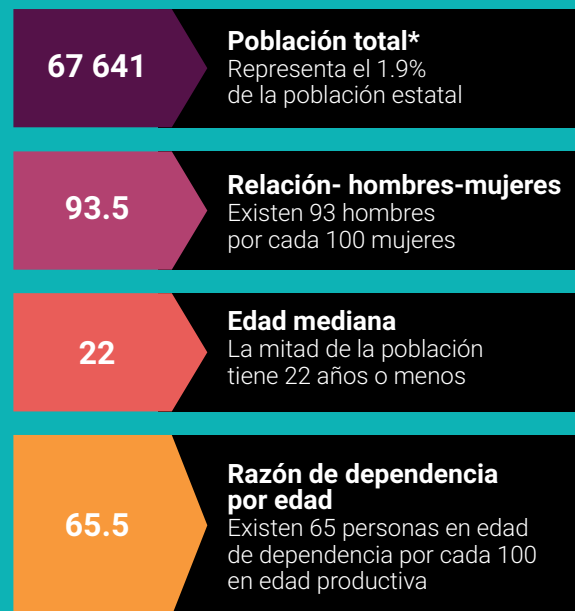 67 641
Población total*
Representa el 1.9%
de la población estatal
93.5
Relación- hombres-mujeres
Existen 93 hombres
por cada 100 mujeres
22
Edad mediana
La mitad de la población
tiene 22 años o menos
65.5
Razón de dependencia
por edad
Existen 65 personas en edad
de dependencia por cada 100
en edad productiva